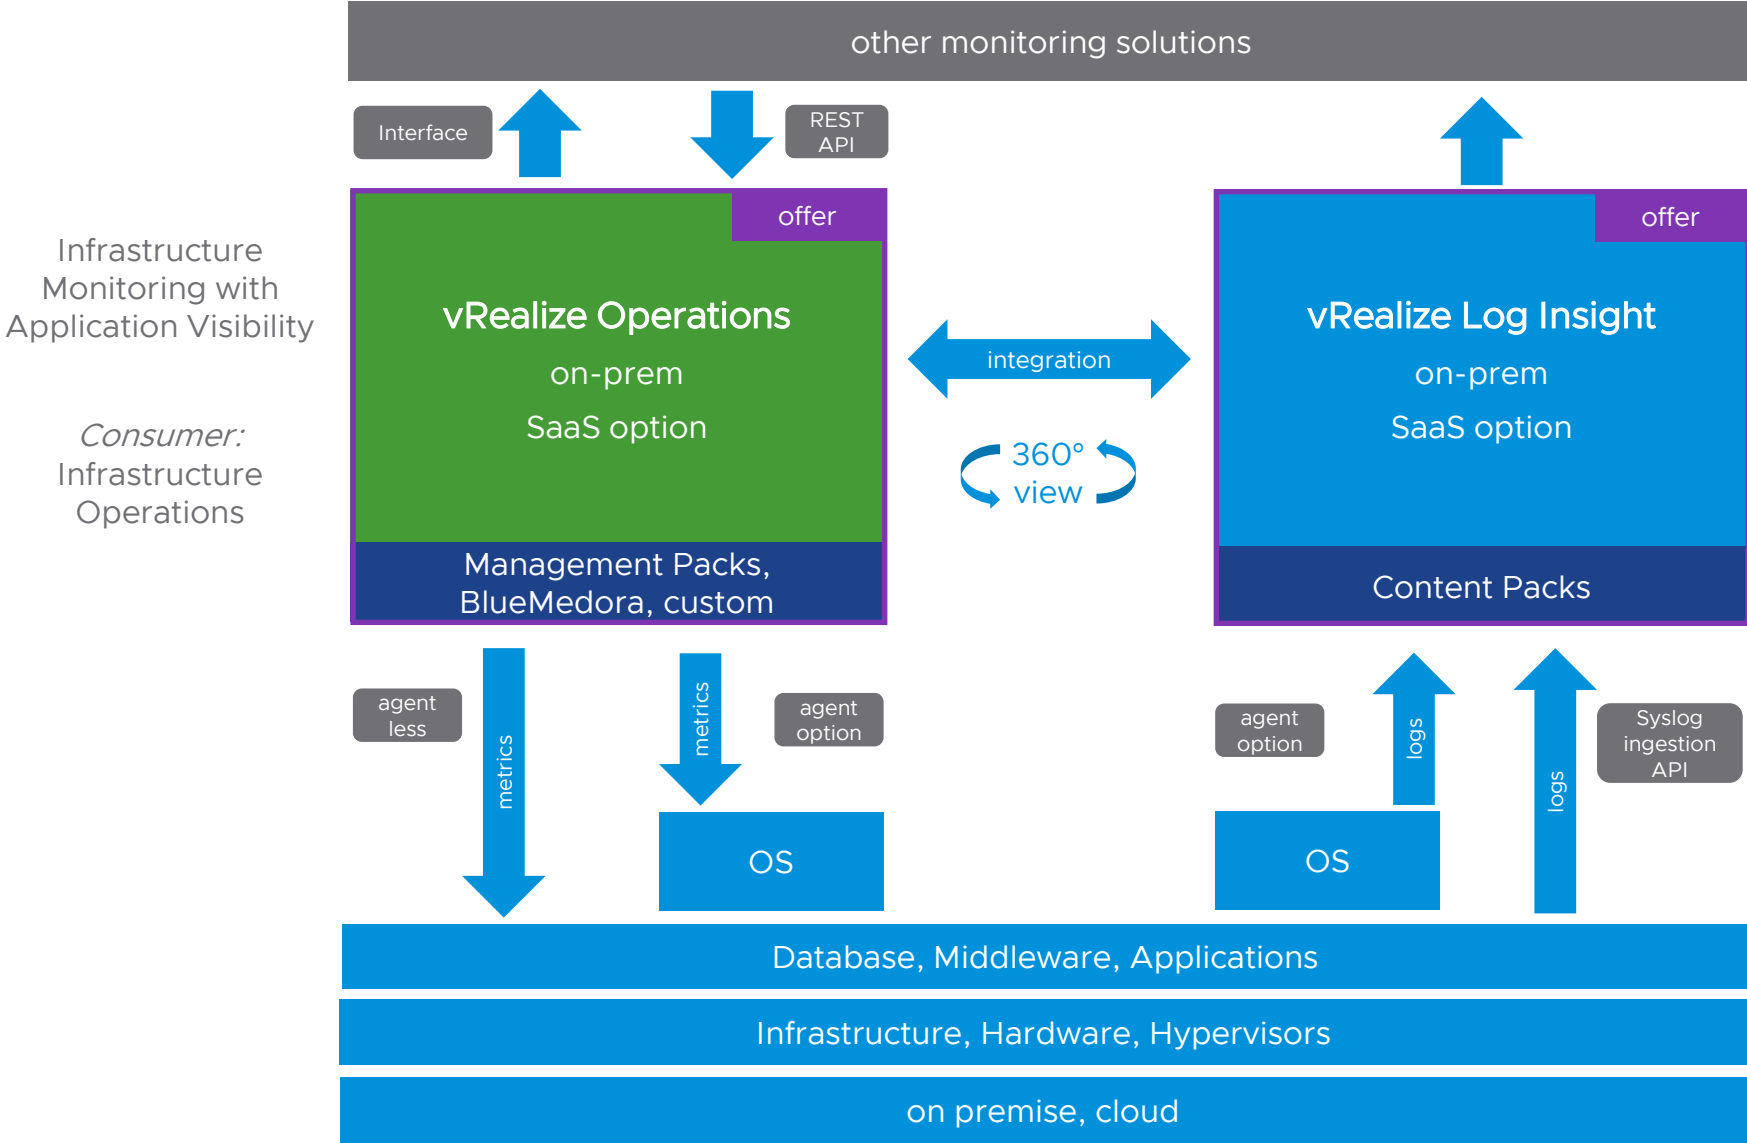 other monitoring solutions
Interface
REST
API
Infrastructure
Monitoring with
Application Visibility
Consumer:
Infrastructure
Operations
offer
vRealize Operations
on-prem
SaaS option
Management Packs,
BlueMedora, custom
integration
360°
view
offer
vRealize Log Insight
on-prem
SaaS option
Content Packs
agent
less
metrics
metrics
agent
option
agent
option
logs
logs
Syslog
ingestion
API
OS
OS
Database, Middleware, Applications
Infrastructure, Hardware, Hypervisors
on premise, cloud